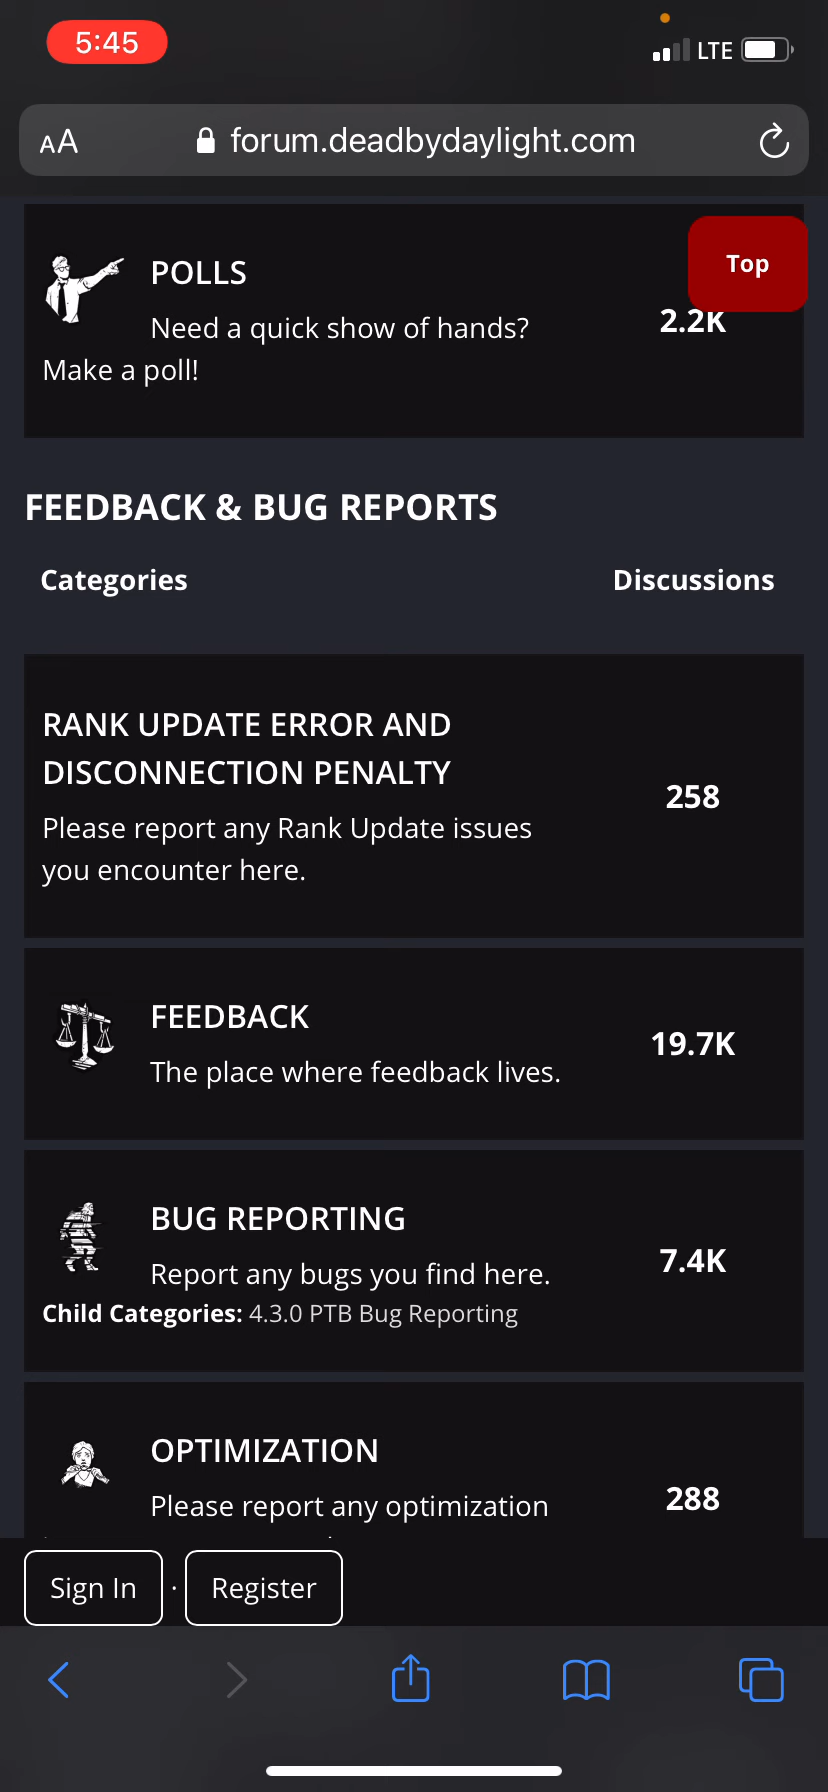 5:45
LTE
AA
forum.deadbydaylight.com
Top
POLLS
Need a quick show of hands?
Make a poll!
2.2K
FEEDBACK & BUG REPORTS
Categories
Discussions
RANK UPDATE ERROR AND
DISCONNECTION PENALTY
Please report any Rank Update issues
you encounter here.
258
FEEDBACK
The place where feedback lives.
19.7K
BUG REPORTING
Report any bugs you find here.
Child Categories: 4.3.0 PTB Bug Reporting
7.4K
OPTIMIZATION
Please report any optimization
288
Sign In · Register